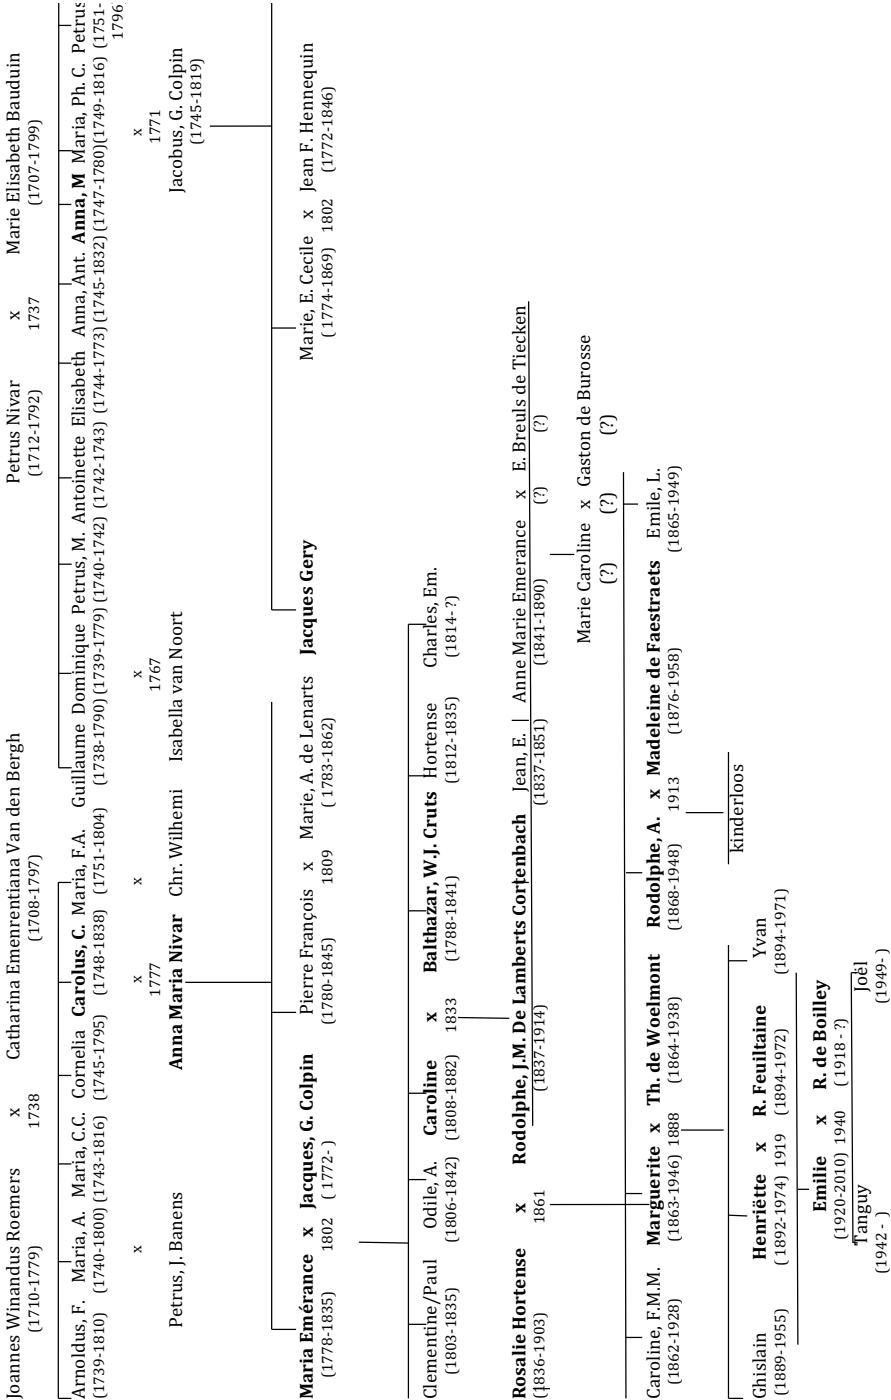 Joannes Winandus Roemers x Catharina Emenrentiana Van den Bergh Petrus Nivar x Marie Elisabeth Bauduin
(1710-1779) 1738 (1708-1797) (1712-1792) 1737 (1707-1799)
Arnoldus, F. Maria, A. Maria, C.C. Cornelia Carolus, C. Maria, F.A. Guillaume Dominique Petrus, M. Antoinette Elisabeth Anna, Ant. Anna, M Maria, Ph. C. Petrus
(1739-1810) (1740-1800) (1743-1816) (1745-1795) (1748-1838) (1751-1804) (1738-1790) (1739-1779) (1740-1742) (1742-1743) (1744-1773) (1745-1832) (1747-1780)(1749-1816) (1751-
1796
x x x x x
1777 1767 1771
Petrus, J. Banens Anna Maria Nivar Chr. Wilhemi Isabella van Noort Jacobus, G. Colpin
(1745-1819)
Maria Emérance x Jacques, G. Colpin Pierre François x Marie, A. de Lenarts Jacques Gery Marie, E. Cecile x Jean F. Hennequin
(1778-1835) 1802 (1772- ) (1780-1845) 1809 ( 1783-1862) (1774-1869) 1802 (1772-1846)
Clementine/Paul Odile, A. Caroline x Balthazar, W.J. Cruts Hortense Charles, Em.
(1803-1835) (1806-1842) (1808-1882) 1833 (1788-1841) (1812-1835) (1814- ?)
Rosalie Hortense x Rodolphe, J.M. De Lamberts Cortenbach Jean, E. Anne Marie Emerance x E. Breuls de Tiecken
(1836-1903) 1861 (1837-1914) (1837-1851) (1841-1890) (?) (?)
Marie Caroline x Gaston de Burosse
(?) (?) (?)
Caroline, F.M.M. Marguerite x Th. de Woelmont Rodolphe, A. x Madeleine de Faestraets Emile, L.
(1862-1928) (1863-1946) 1888 (1864-1938) (1868-1948) 1913 (1876-1958) (1865-1949)
kinderloos
Ghislain Henriëtte x R. Feuiltaine Yvan
(1889-1955) ( 1892-1974) 1919 (1894-1972) (1894-1971)
Emilie x R. de Boilley
(1920-2010) 1940 ( 1918 - ?)
Tanguy Joël
(1942 - ) (1949- )